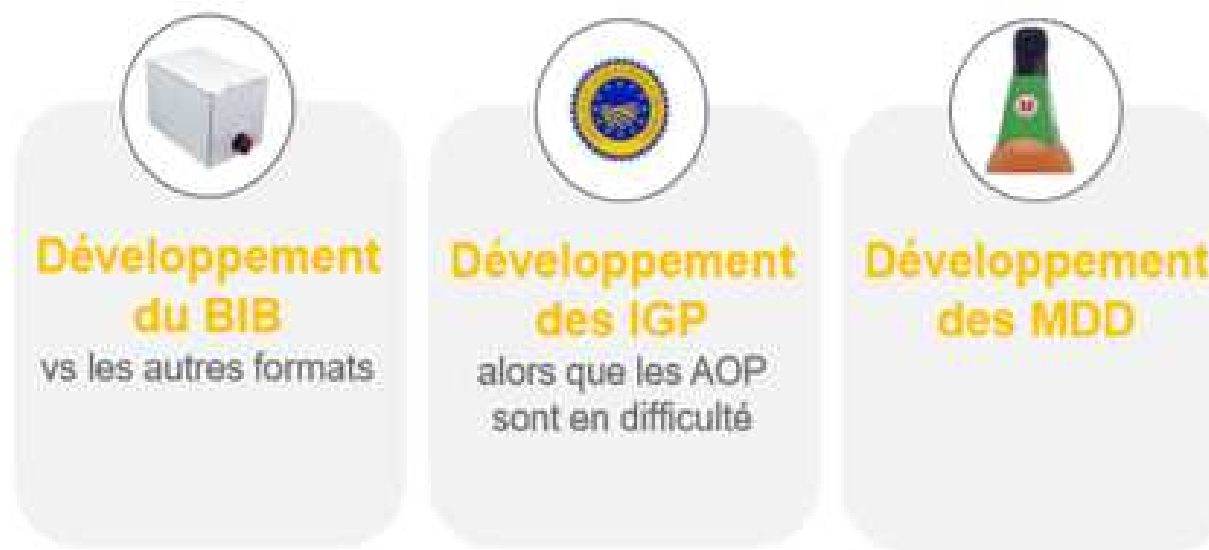 Développement
du BIB
vs les autres formats
Développement
des IGP
alors que les AOP
sont en difficulté
Développement
des MDD